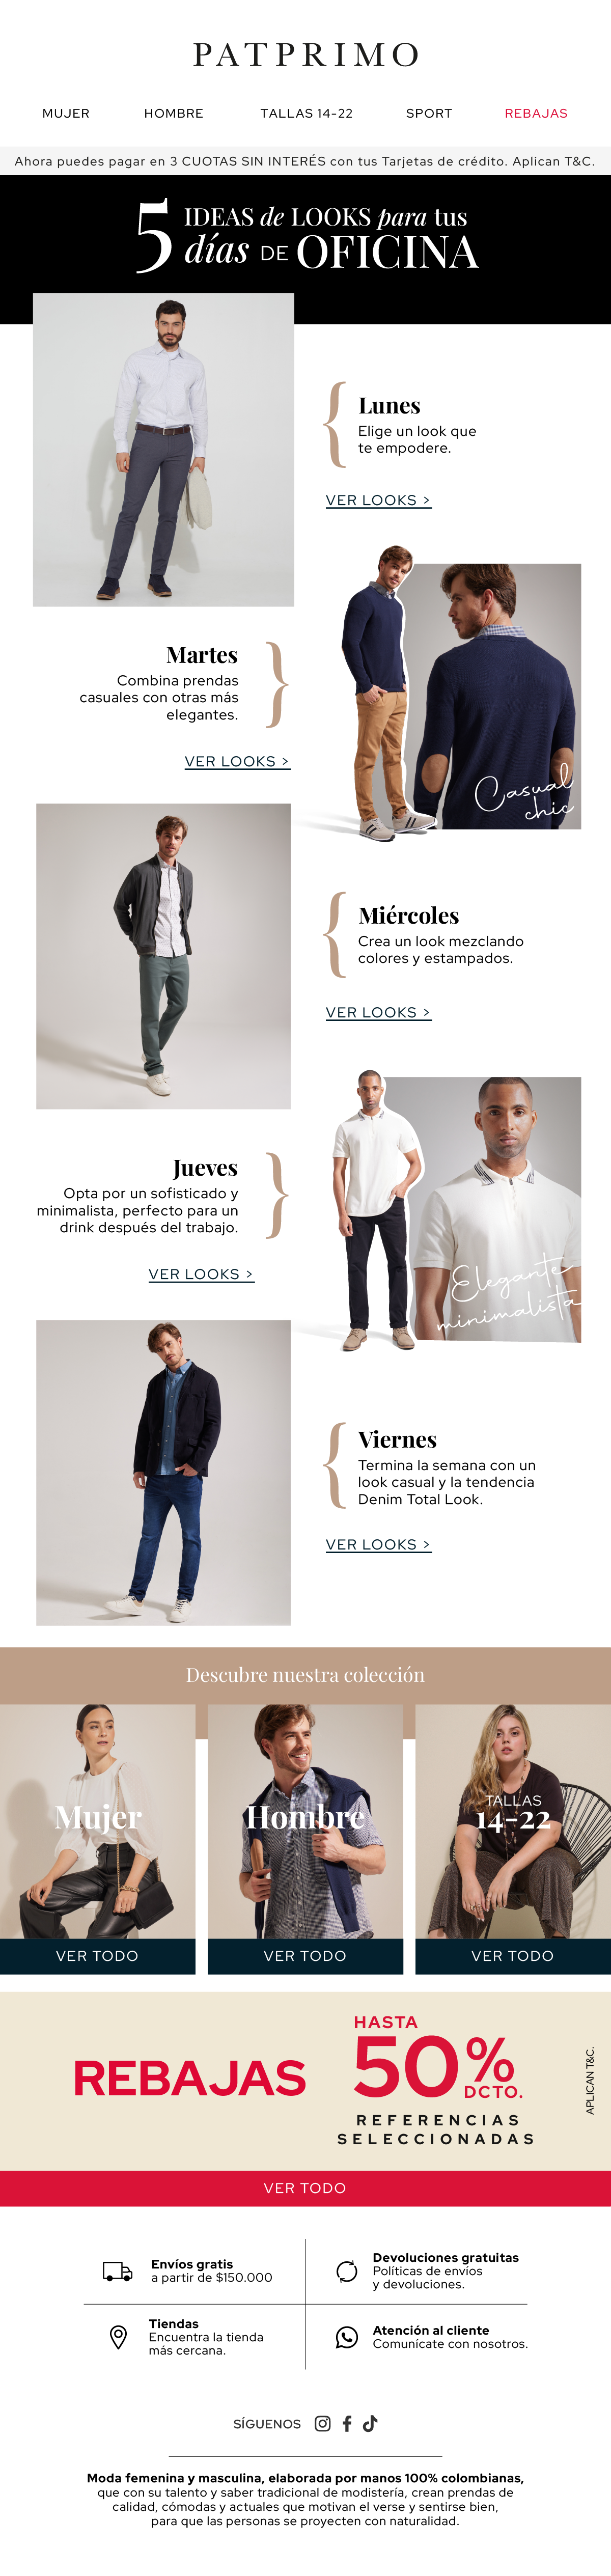 PATPRIMO
MUJER HOMBRE TALLAS 14-22 SPORT REBAJAS
Ahora puedes pagar en 3 CUOTAS SIN INTERÉS con tus Tarjetas de crédito. Aplican T&C.
5 IDEAS de LOOKS para tus
días DE OFICINA
Lunes
Elige un look que
te empodere.
VER LOOKS >
Martes
Combina prendas
casuales con otras más
elegantes.
VER LOOKS >
Casual
chic
Miércoles
Crea un look mezclando
colores y estampados.
VER LOOKS >
Jueves
Opta por un sofisticado y
minimalista, perfecto para un
drink después del trabajo.
VER LOOKS >
Elegante
minimalista
Viernes
Termina la semana con un
look casual y la tendencia
Denim Total Look.
VER LOOKS >
Descubre nuestra colección
Mujer
VER TODO
Hombre
VER TODO
TALLAS
14-22
VER TODO
REBAJAS
HASTA
50%
DCTO.
REFERENCIAS
SELECCIONADAS
APLICAN T&C.
VER TODO
Envíos gratis
a partir de $150.000
Devoluciones gratuitas
Políticas de envíos
y devoluciones.
Tiendas
Encuentra la tienda
más cercana.
Atención al cliente
Comunícate con nosotros.
SÍGUENOS
Moda femenina y masculina, elaborada por manos 100% colombianas,
que con su talento y saber tradicional de modistería, crean prendas de
calidad, cómodas y actuales que motivan el verse y sentirse bien,
para que las personas se proyecten con naturalidad.